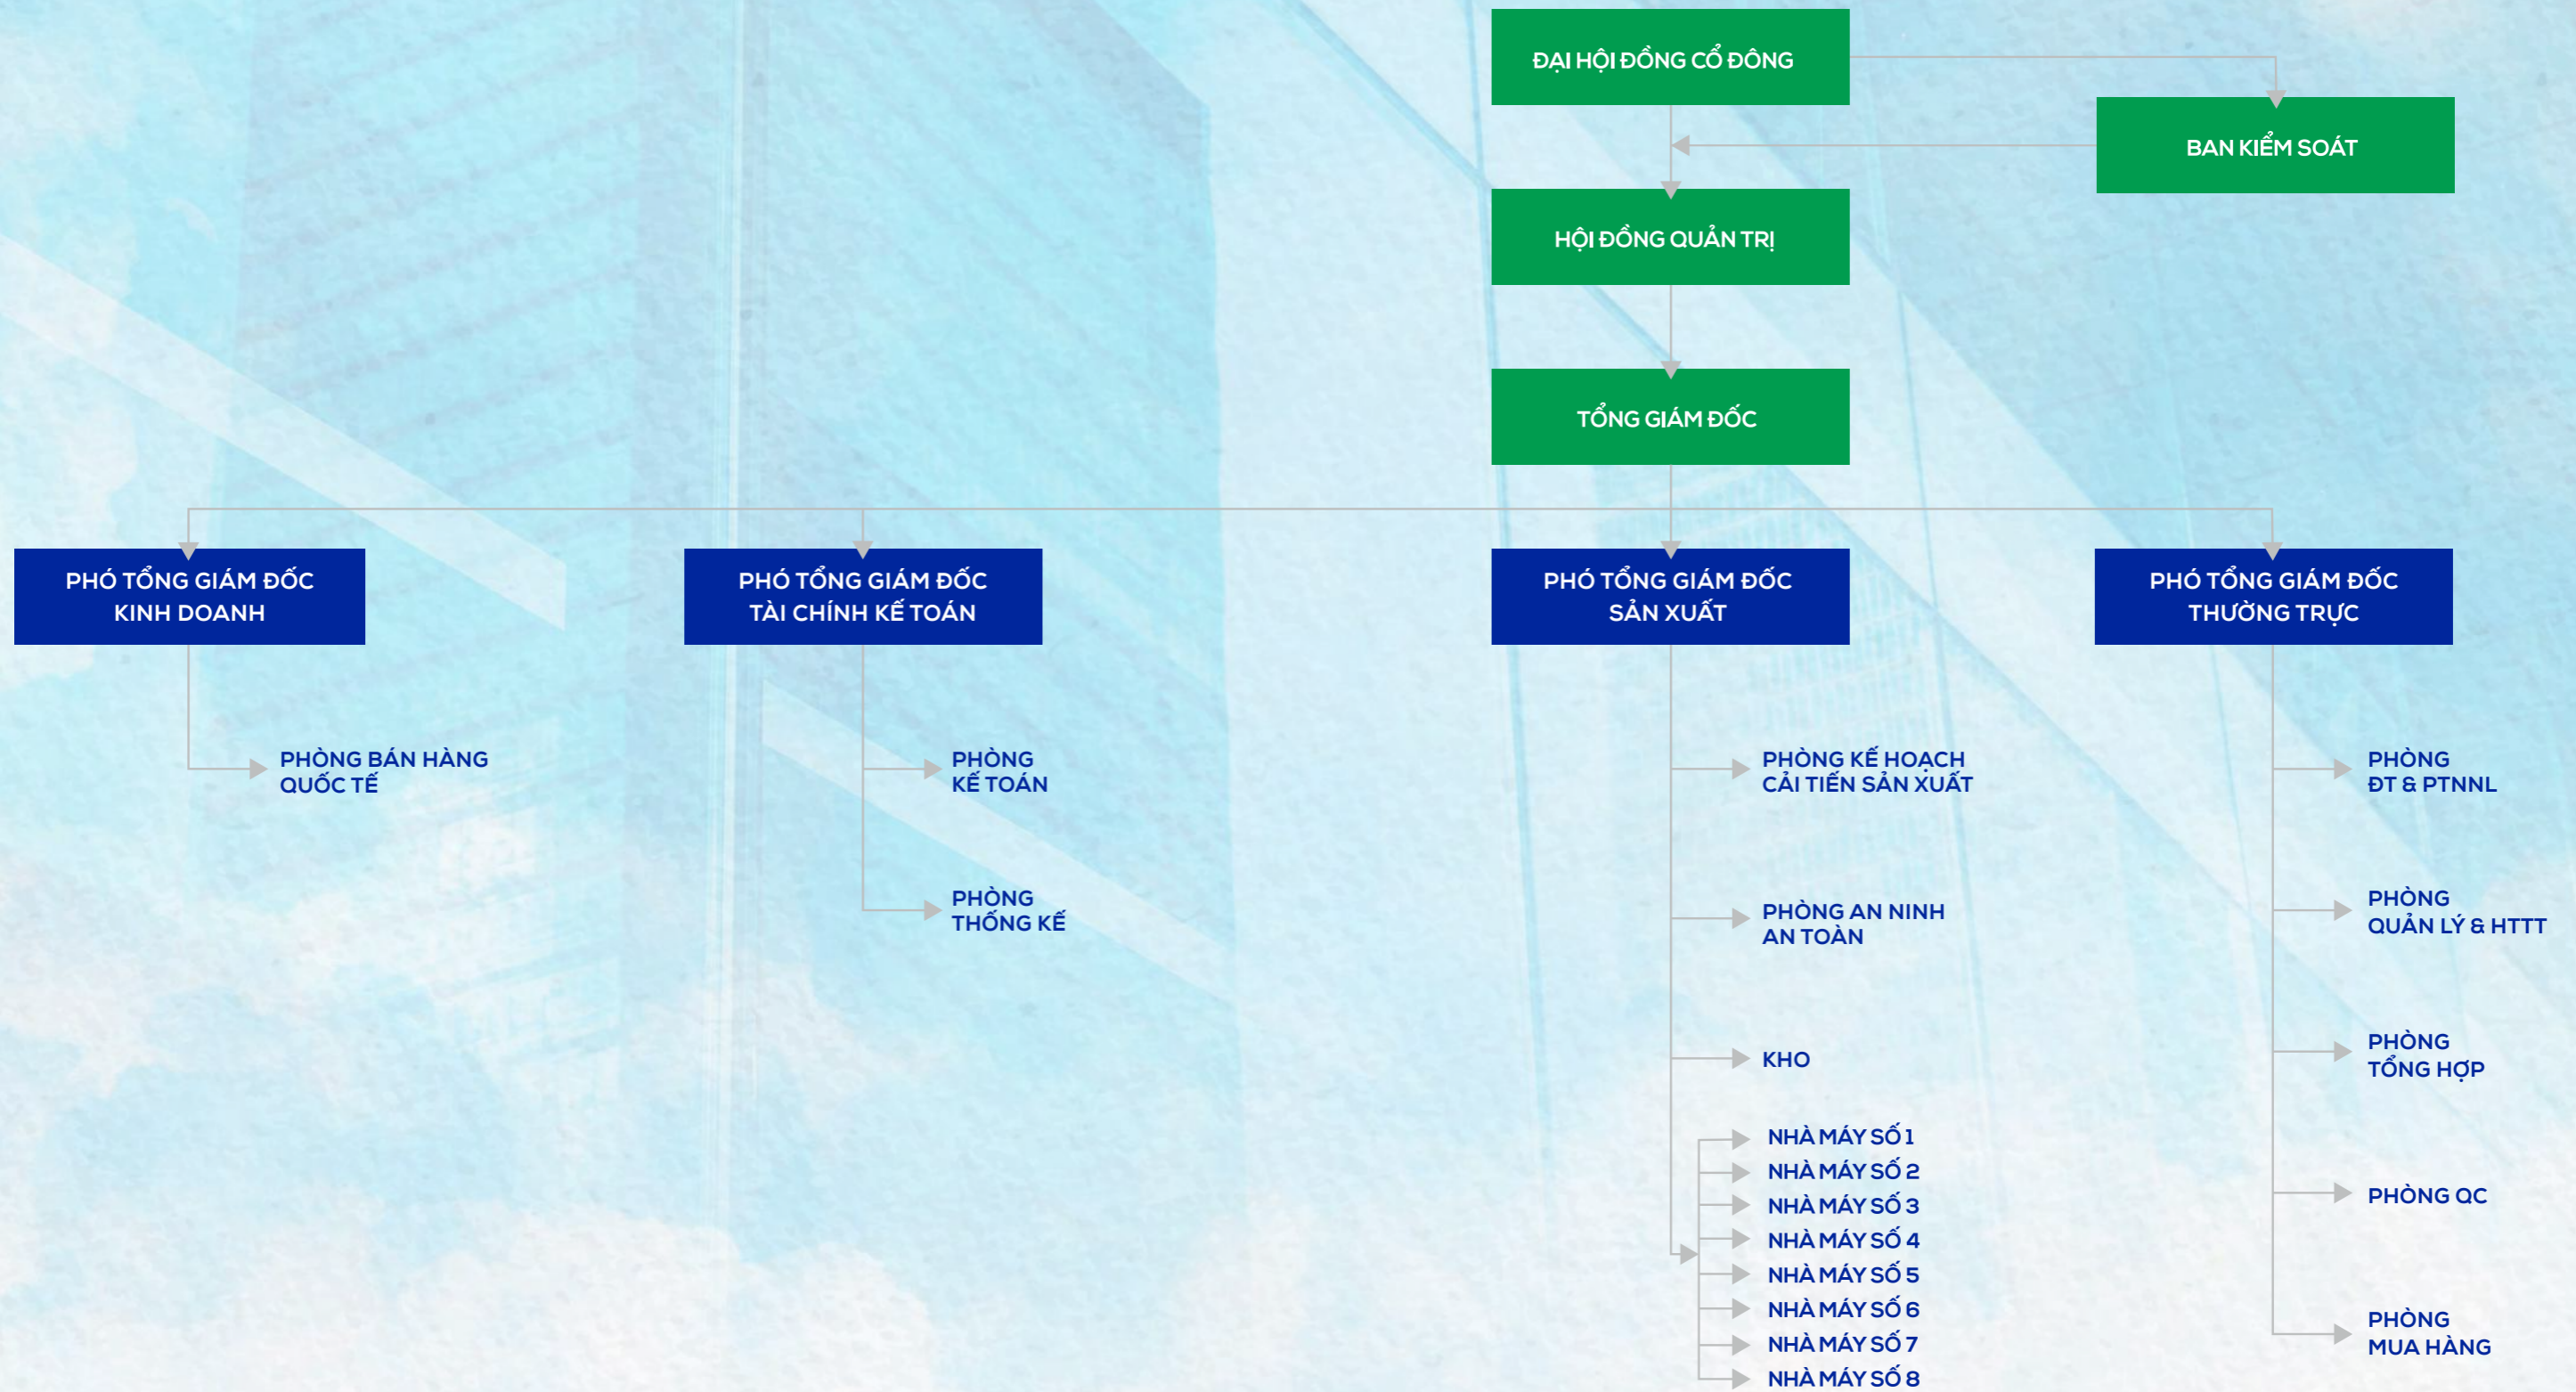 ĐẠI HỘI ĐỒNG CỔ ĐÔNG
BAN KIỂM SOÁT
HỘI ĐỒNG QUẢN TRỊ
TỔNG GIÁM ĐỐC
PHÓ TỔNG GIÁM ĐỐC
KINH DOANH
PHÓ TỔNG GIÁM ĐỐC
TÀI CHÍNH KẾ TOÁN
PHÓ TỔNG GIÁM ĐỐC
SẢN XUẤT
PHÓ TỔNG GIÁM ĐỐC
THƯỜNG TRỰC
PHÒNG BÁN HÀNG
QUỐC TẾ
PHÒNG
KẾ TOÁN
PHÒNG
THỐNG KẾ
PHÒNG KẾ HOẠCH
CẢI TIẾN SẢN XUẤT
PHÒNG AN NINH
AN TOÀN
KHO
NHÀ MÁY SỐ 1
NHÀ MÁY SỐ 2
NHÀ MÁY SỐ 3
NHÀ MÁY SỐ 4
NHÀ MÁY SỐ 5
NHÀ MÁY SỐ 6
NHÀ MÁY SỐ 7
NHÀ MÁY SỐ 8
PHÒNG
ĐT & PTNNL
PHÒNG
QUẢN LÝ & HTTT
PHÒNG
TỔNG HỢP
PHÒNG QC
PHÒNG
MUA HÀNG